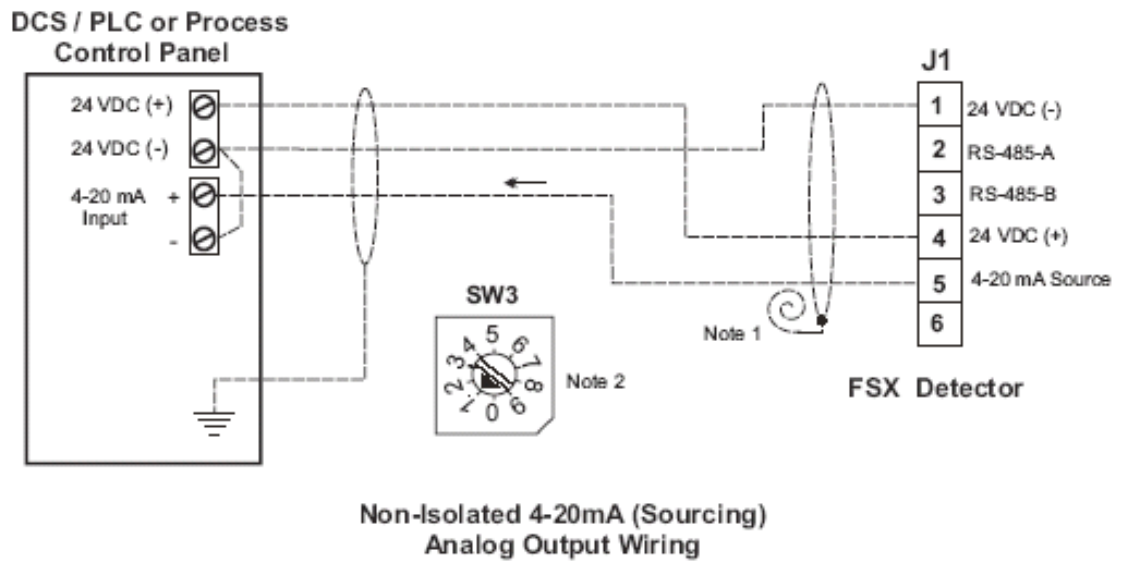 DCS / PLC or Process
Control Panel
24 VDC (+)
24 VDC (-)
4-20 mA +
Input
-
J1
1 24 VDC (-)
2 RS-485-A
3 RS-485-B
4 24 VDC (+)
5 4-20 mA Source
6
Note 1
FSX Detector
SW3
0 1 2 3 4 5 6 7 8 9
Note 2
Non-Isolated 4-20mA (Sourcing)
Analog Output Wiring